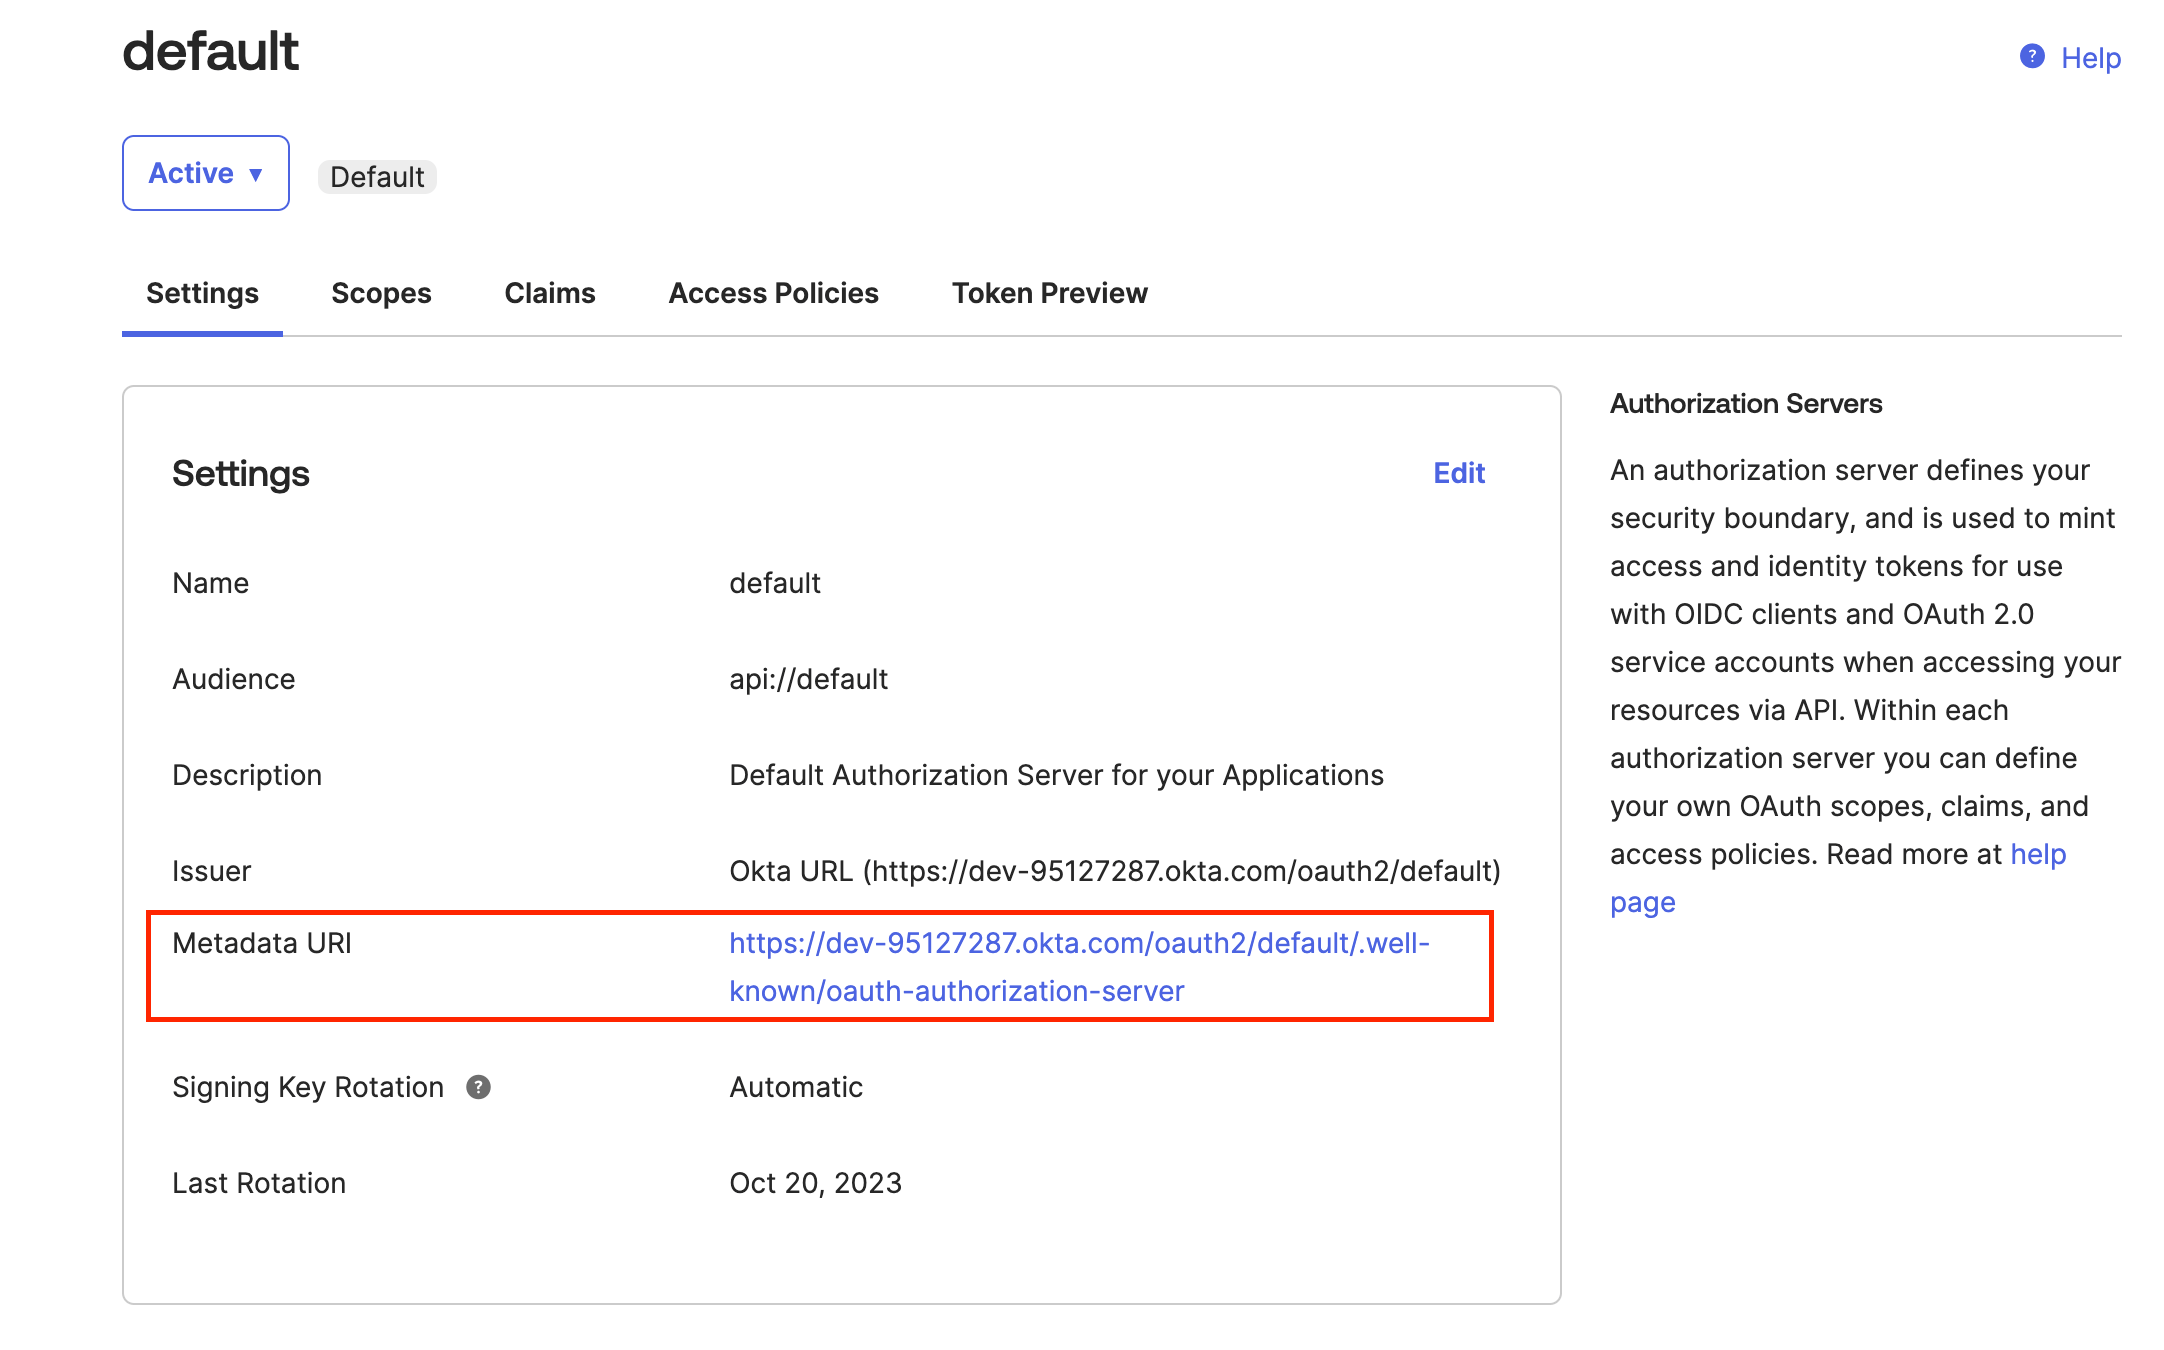 default
Help
Active
Default
Settings
Scopes
Claims
Access Policies
Token Preview
Settings
Edit
Name
default
Audience
api://default
Description
Default Authorization Server for your Applications
Issuer
Okta URL (https://dev-95127287.okta.com/oauth2/default)
Metadata URI
https://dev-95127287.okta.com/oauth2/default/.well-
known/oauth-authorization-server
Signing Key Rotation
Automatic
Last Rotation
Oct 20, 2023
Authorization Servers
An authorization server defines your
security boundary, and is used to mint
access and identity tokens for use
with OIDC clients and OAuth 2.0
service accounts when accessing your
resources via API. Within each
authorization server you can define
your own OAuth scopes, claims, and
access policies. Read more at help
page